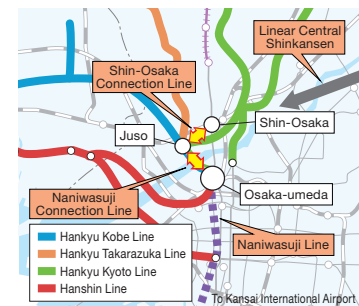 Linear Central
Shinkansen
Shin-Osaka
Connection Line
Shin-Osaka
Juso
Naniwasuji
Connection Line
Osaka-umeda
Hankyu Kobe Line
Hankyu Takarazuka Line
Hankyu Kyoto Line
Hanshin Line
Naniwasuji Line
To Kansai International Airport